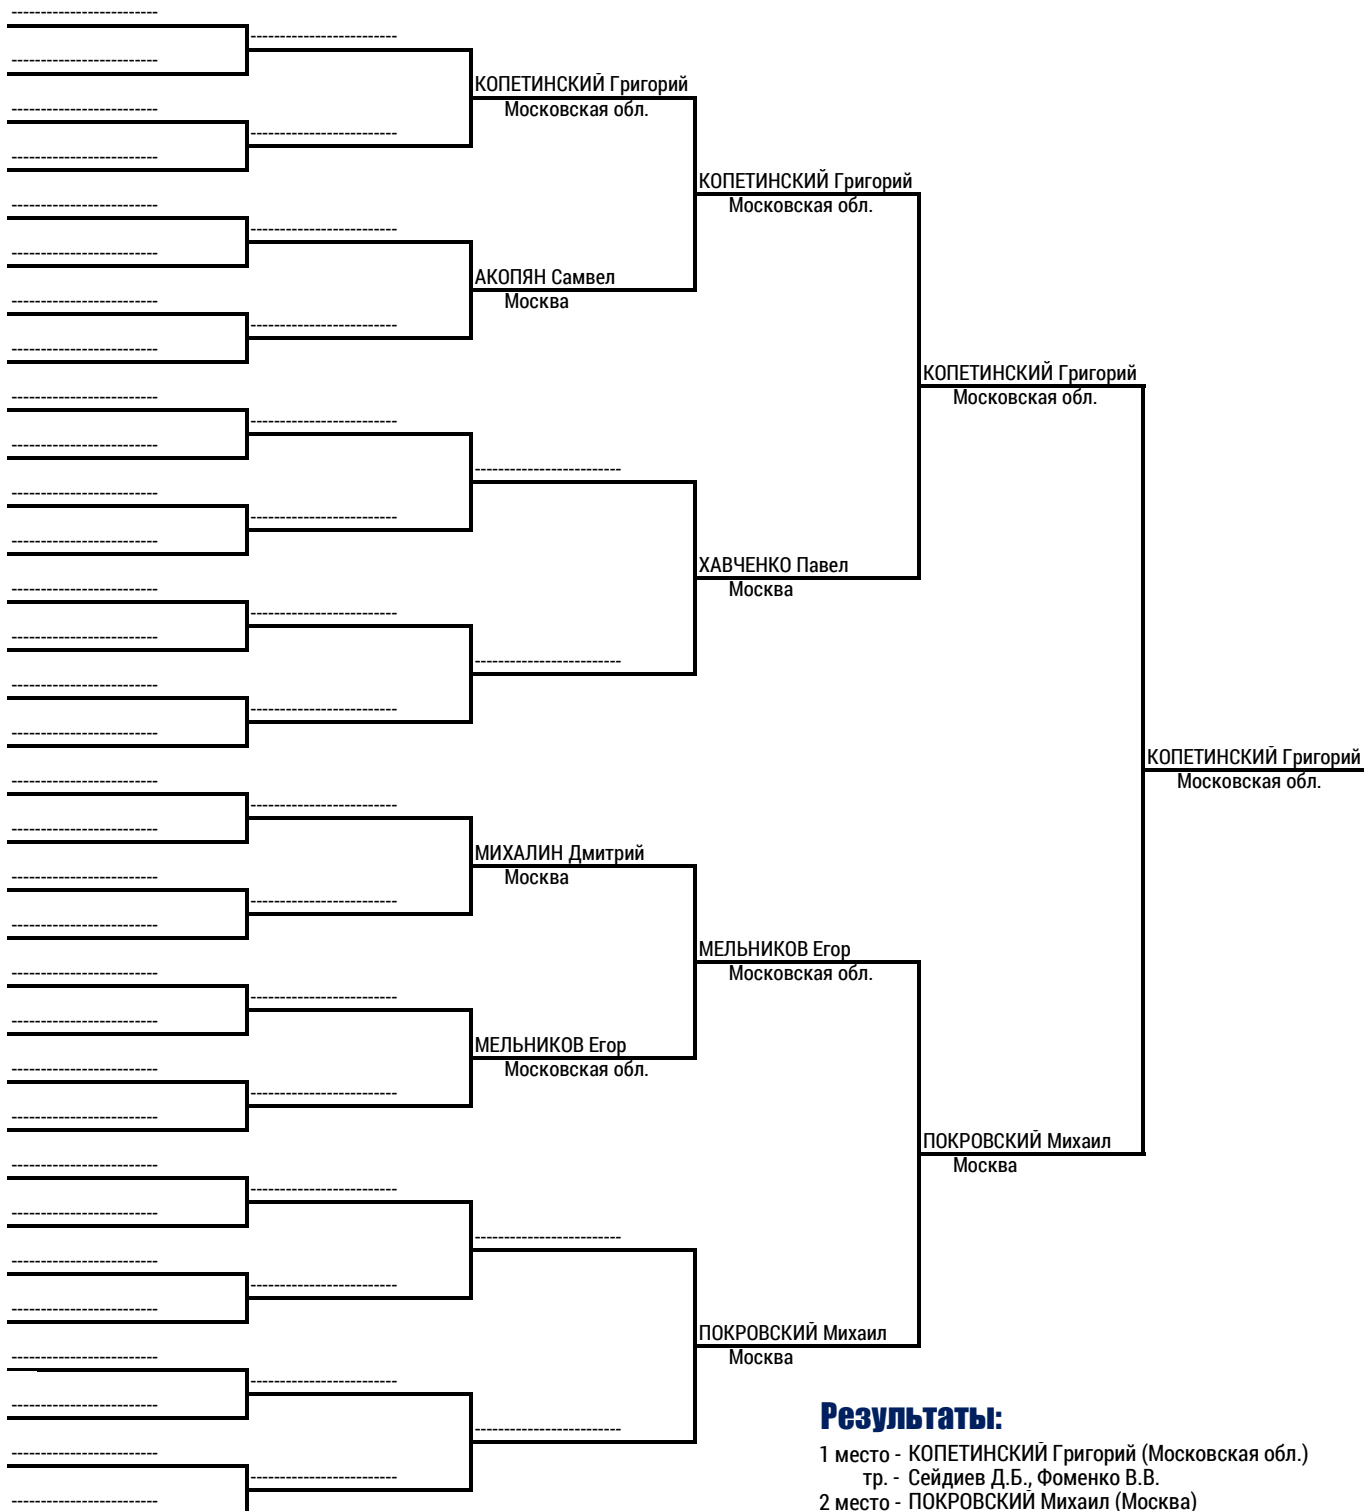 КОПЕТИНСКИЙ Григорий
Московская обл.
КОПЕТИНСКИЙ Григорий
Московская обл.
АКОПЯН Самвел
Москва
КОПЕТИНСКИЙ Григорий
Московская обл.
ХАВЧЕНКО Павел
Москва
КОПЕТИНСКИЙ Григорий
Московская обл.
МИХАЛИН Дмитрий
Москва
МЕЛЬНИКОВ Егор
Московская обл.
МЕЛЬНИКОВ Егор
Московская обл.
ПОКРОВСКИЙ Михаил
Москва
ПОКРОВСКИЙ Михаил
Москва
Результаты:
1 место - КОПЕТИНСКИЙ Григорий (Московская обл.)
тр. - Сейдиев Д.Б., Фоменко В.В.
2 место - ПОКРОВСКИЙ Михаил (Москва)